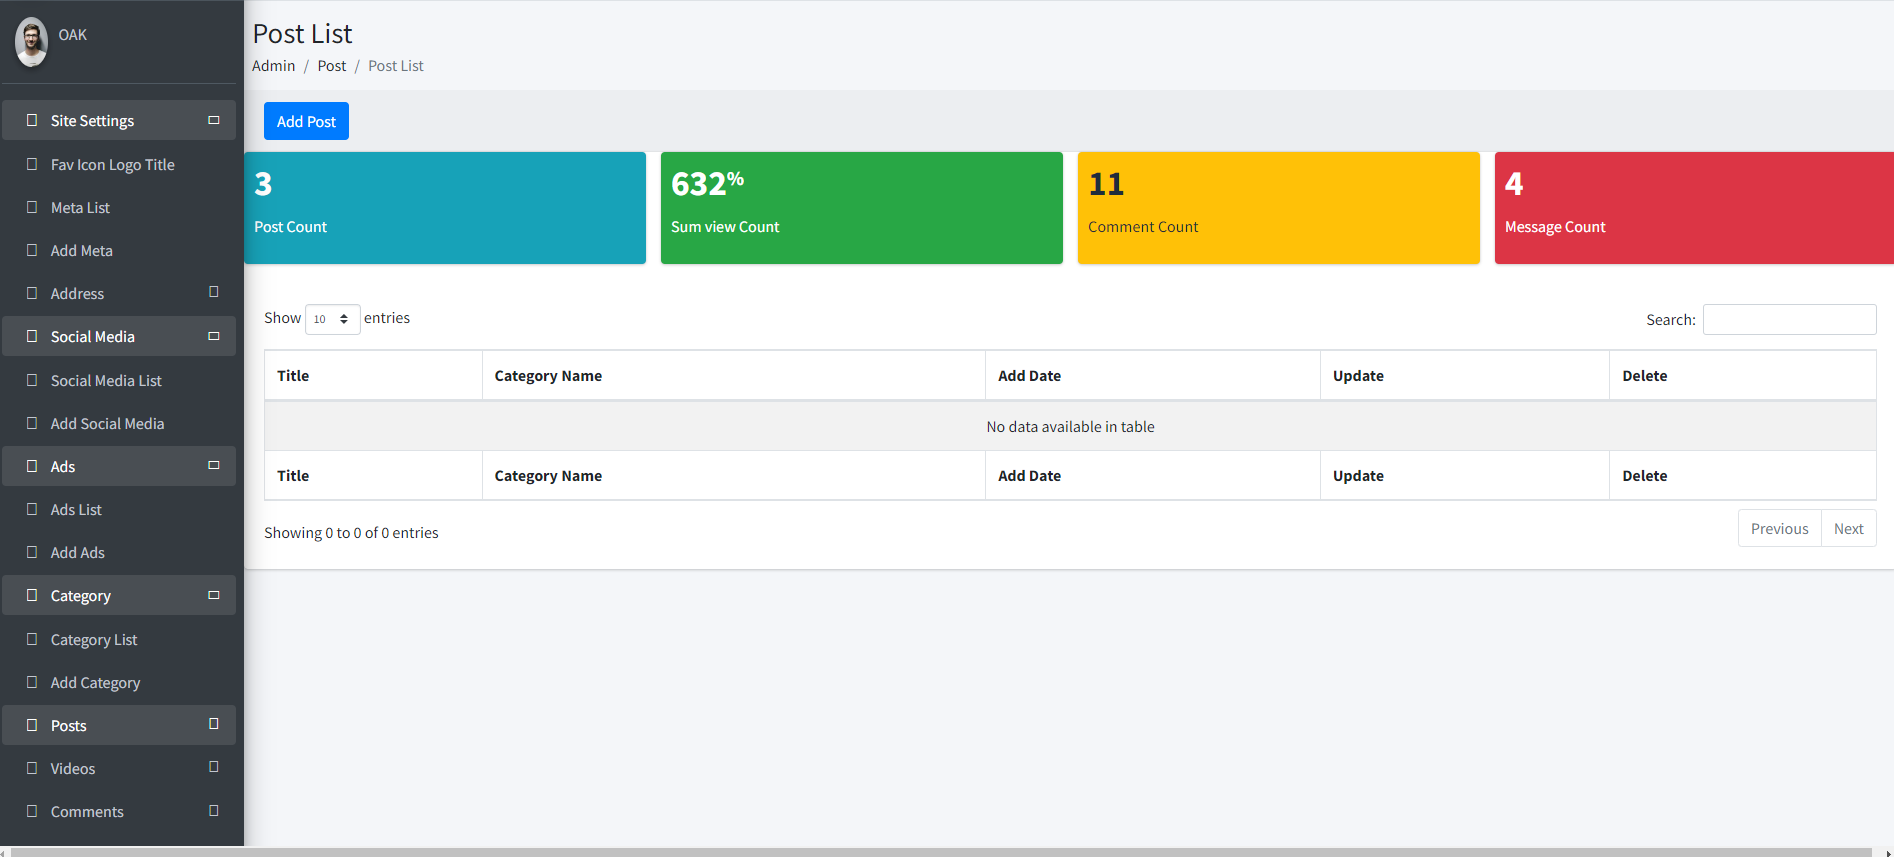 OAK
Site Settings
Fav Icon Logo Title
Meta List
Add Meta
Address
Social Media
Social Media List
Add Social Media
Ads
Ads List
Add Ads
Category
Category List
Add Category
Posts
Videos
Comments
Post List
Admin / Post / Post List
Add Post
3
Post Count
632%
Sum view Count
11
Comment Count
4
Message Count
Show 10 entries
Search:
Title Category Name Add Date Update Delete
No data available in table
Title Category Name Add Date Update Delete
Showing 0 to 0 of 0 entries
Previous Next